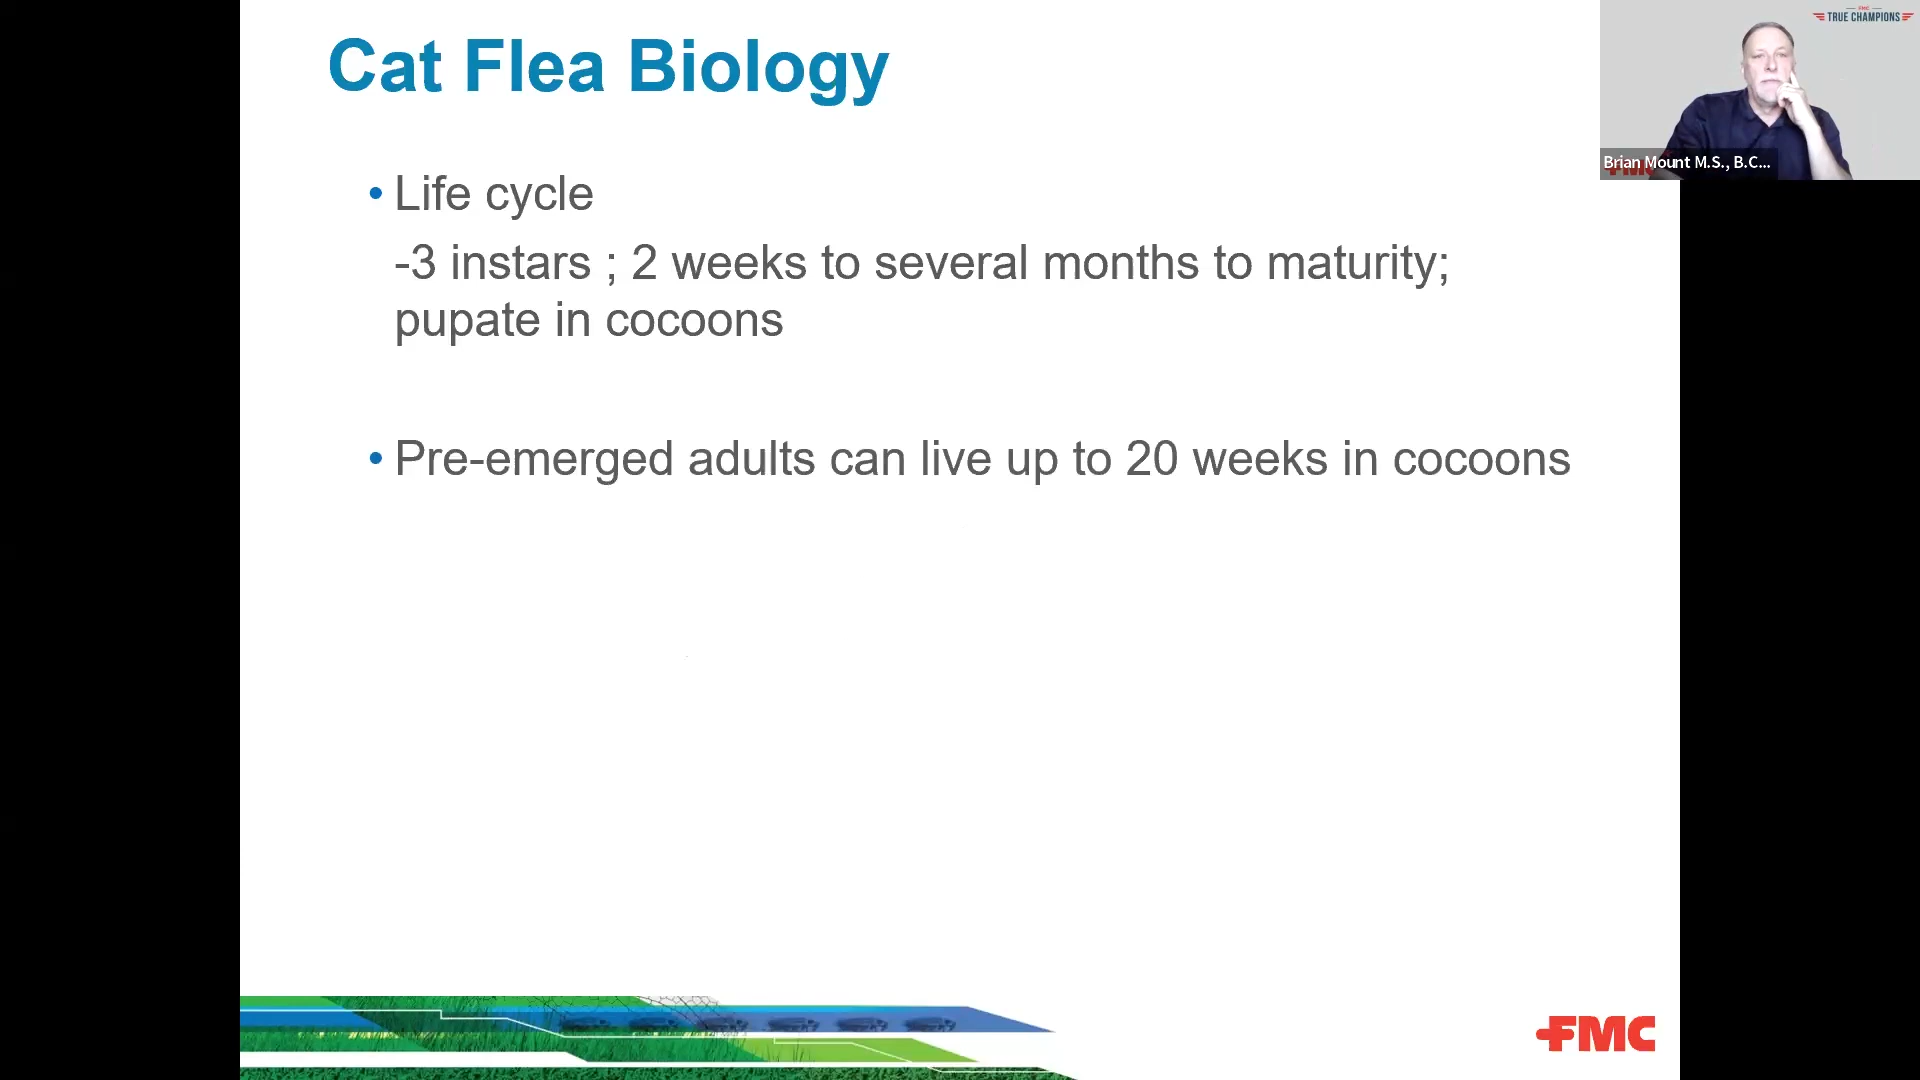 Cat Flea Biology
FMC
TRUE CHAMPIONS
Brian Mount M.S., B.C...
• Life cycle
-3 instars ; 2 weeks to several months to maturity;
pupate in cocoons
• Pre-emerged adults can live up to 20 weeks in cocoons
FMC